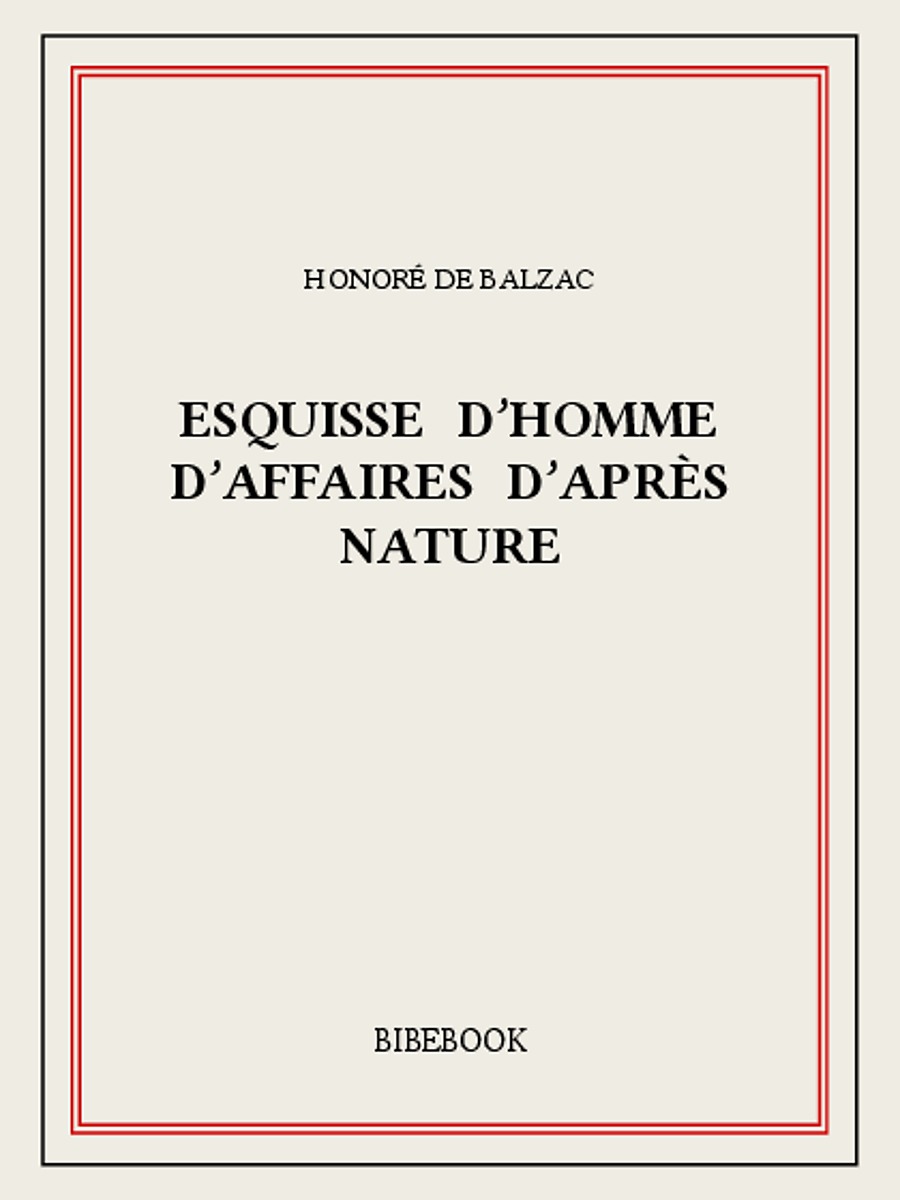 HONORÉ DE BALZAC
ESQUISSE D’HOMME
D’AFFAIRES D’APRÈS
NATURE
BIBEBOOK